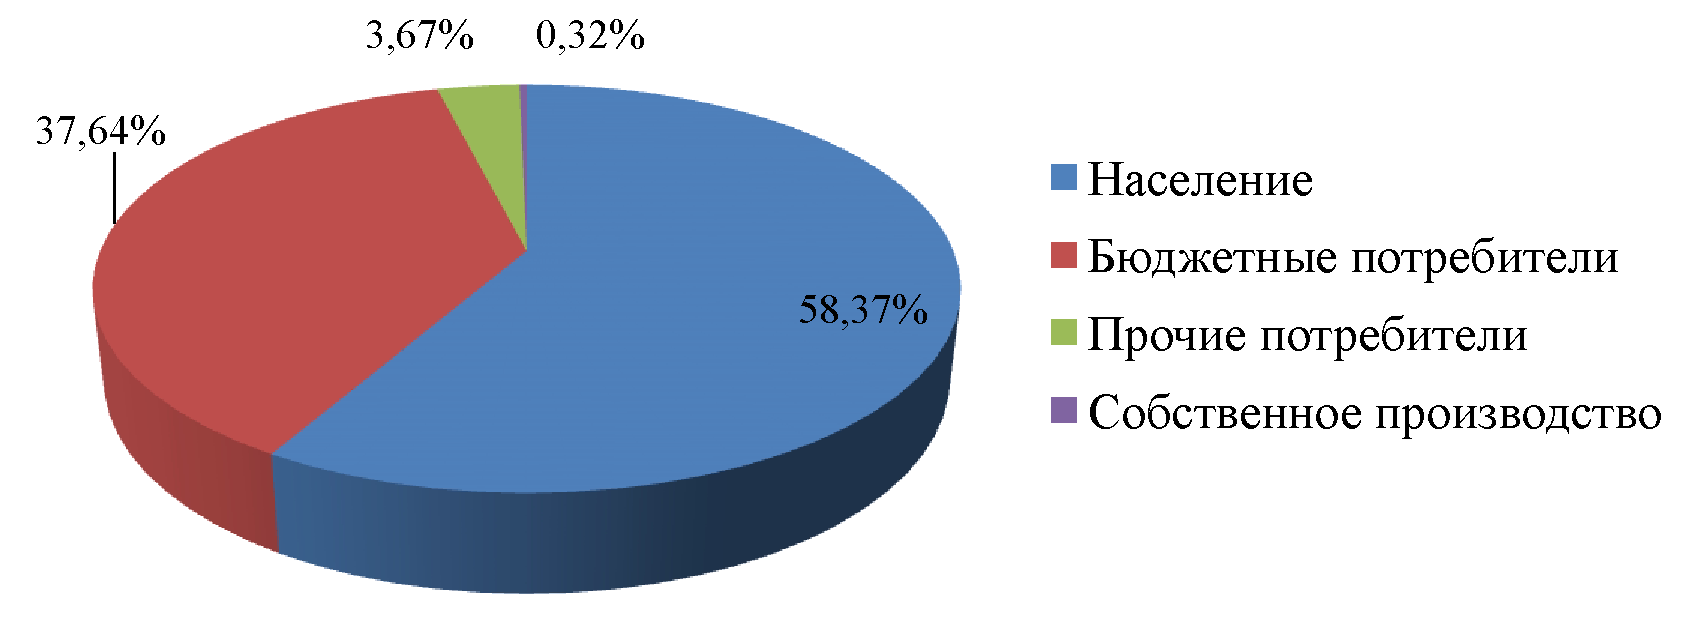 3,67%
0,32%
37,64%
58,37%
Население
Бюджетные потребители
Прочие потребители
Собственное производство